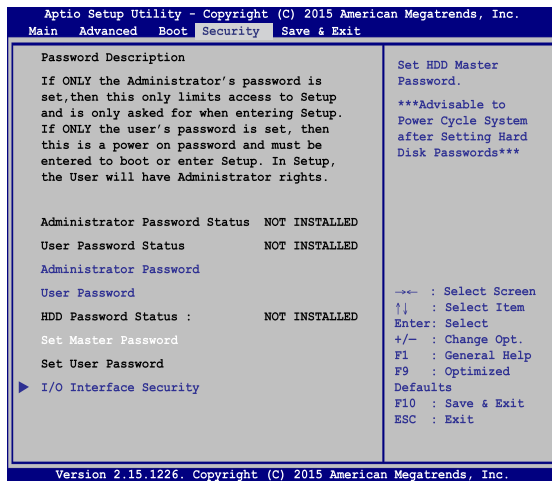 Aptio Setup Utility - Copyright (C) 2015 American Megatrends, Inc.
Main Advanced Boot Security Save & Exit
Password Description
If ONLY the Administrator's password is
set,then this only limits access to Setup
and is only asked for when entering Setup.
If ONLY the user's password is set, then
this is a power on password and must be
entered to boot or enter Setup. In Setup,
the User will have Administrator rights.
Administrator Password Status NOT INSTALLED
User Password Status NOT INSTALLED
Administrator Password
User Password
HDD Password Status : NOT INSTALLED
Set Master Password
Set User Password
I/O Interface Security
Set HDD Master
Password.
***Advisable to
Power Cycle System
after Setting Hard
Disk Passwords***
→← : Select Screen
↑↓ : Select Item
Enter: Select
+/— : Change Opt.
F1 : General Help
F9 : Optimized
Defaults
F10 : Save & Exit
ESC : Exit
Version 2.15.1226. Copyright (C) 2015 American Megatrends, Inc.